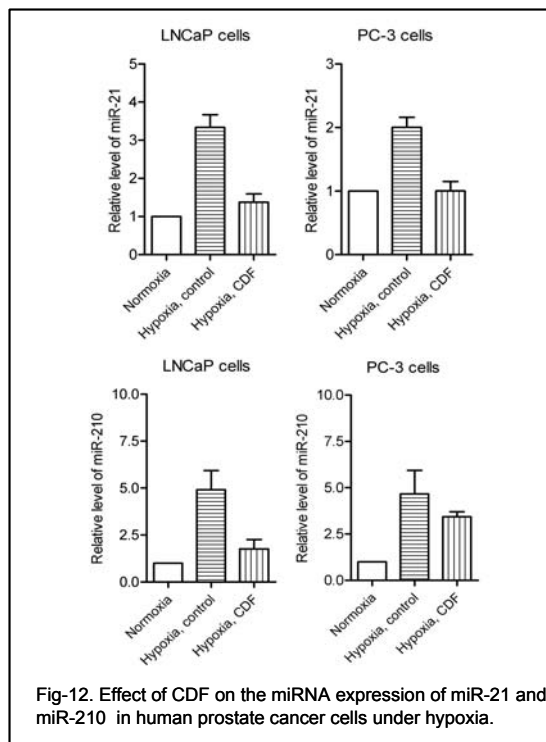 LNCaP cells
PC-3 cells
Relative level of miR-21
5
4
3
2
1
0
Normoxia
Hypoxia, control
Hypoxia, CDF
Relative level of miR-21
3
2
1
0
Normoxia
Hypoxia, control
Hypoxia, CDF
LNCaP cells
PC-3 cells
Relative level of miR-210
10.0
7.5
5.0
2.5
0.0
Normoxia
Hypoxia, control
Hypoxia, CDF
Relative level of miR-210
10.0
7.5
5.0
2.5
0.0
Normoxia
Hypoxia, control
Hypoxia, CDF
Fig-12. Effect of CDF on the miRNA expression of miR-21 and
miR-210 in human prostate cancer cells under hypoxia.